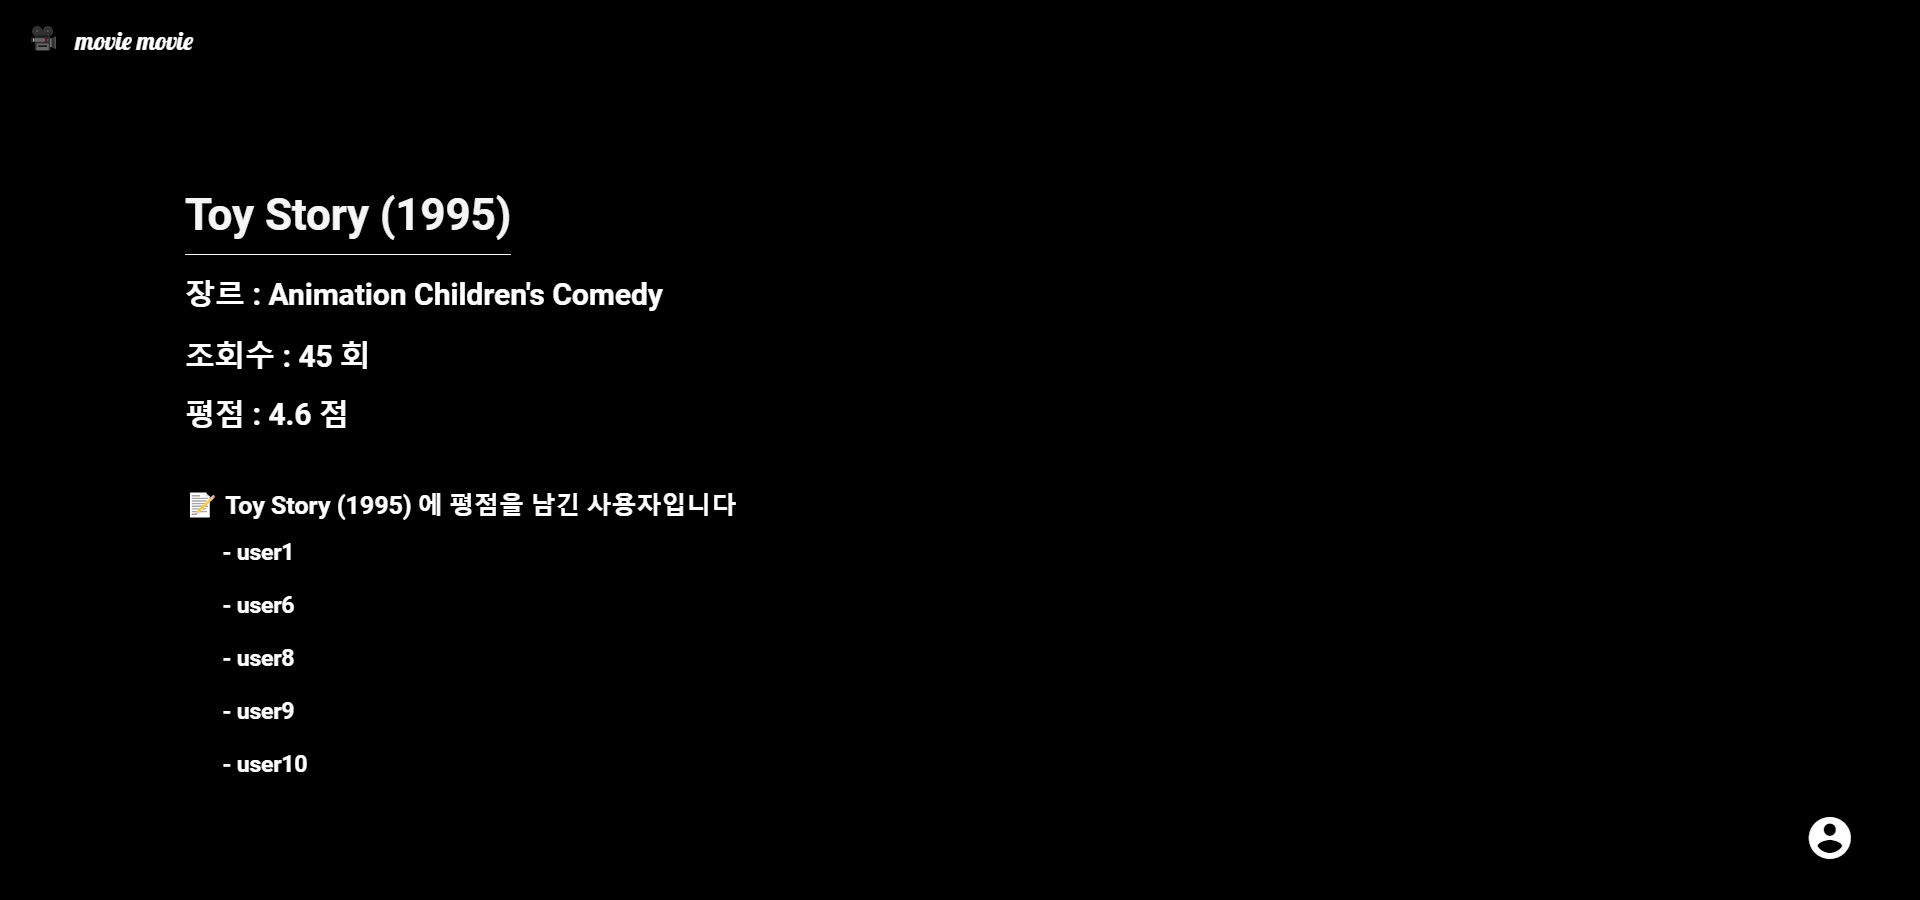 movie movie
Toy Story (1995)
장르 : Animation Children's Comedy
조회수 : 45 회
평점 : 4.6 점
Toy Story (1995) 에 평점을 남긴 사용자입니다
- user1
- user6
- user8
- user9
- user10